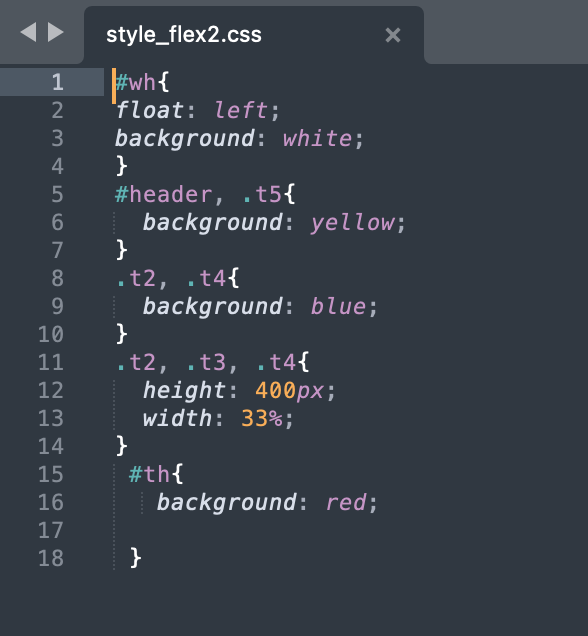 style_flex2.css ×
1 #wh{
2 float: left;
3 background: white;
4 }
5 #header, .t5{
6   background: yellow;
7 }
8 .t2, .t4{
9   background: blue;
10 }
11 .t2, .t3, .t4{
12   height: 400px;
13   width: 33%;
14 }
15  #th{
16    background: red;
17
18  }